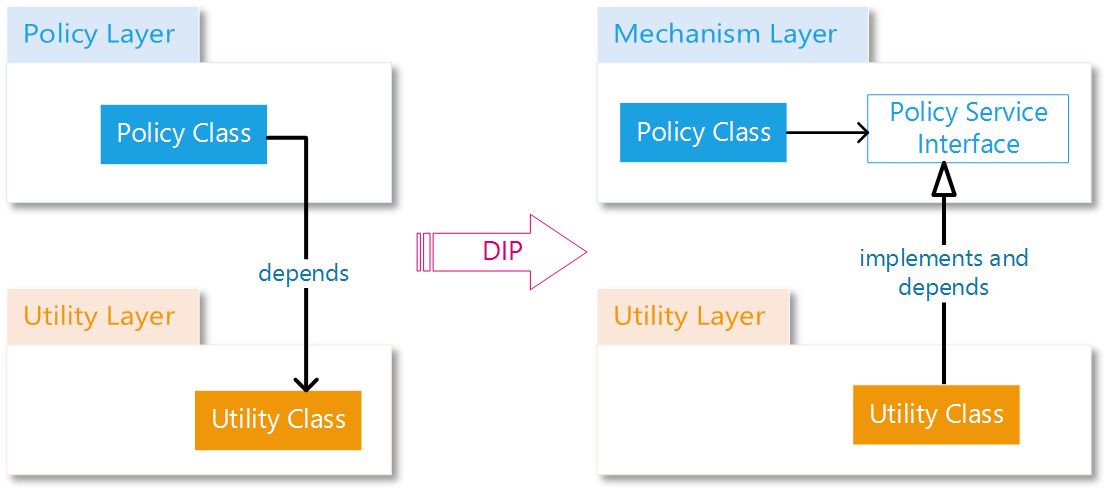 Policy Layer
Policy Class
depends
Utility Layer
Utility Class
DIP
Mechanism Layer
Policy Class
Policy Service
Interface
implements and
depends
Utility Layer
Utility Class